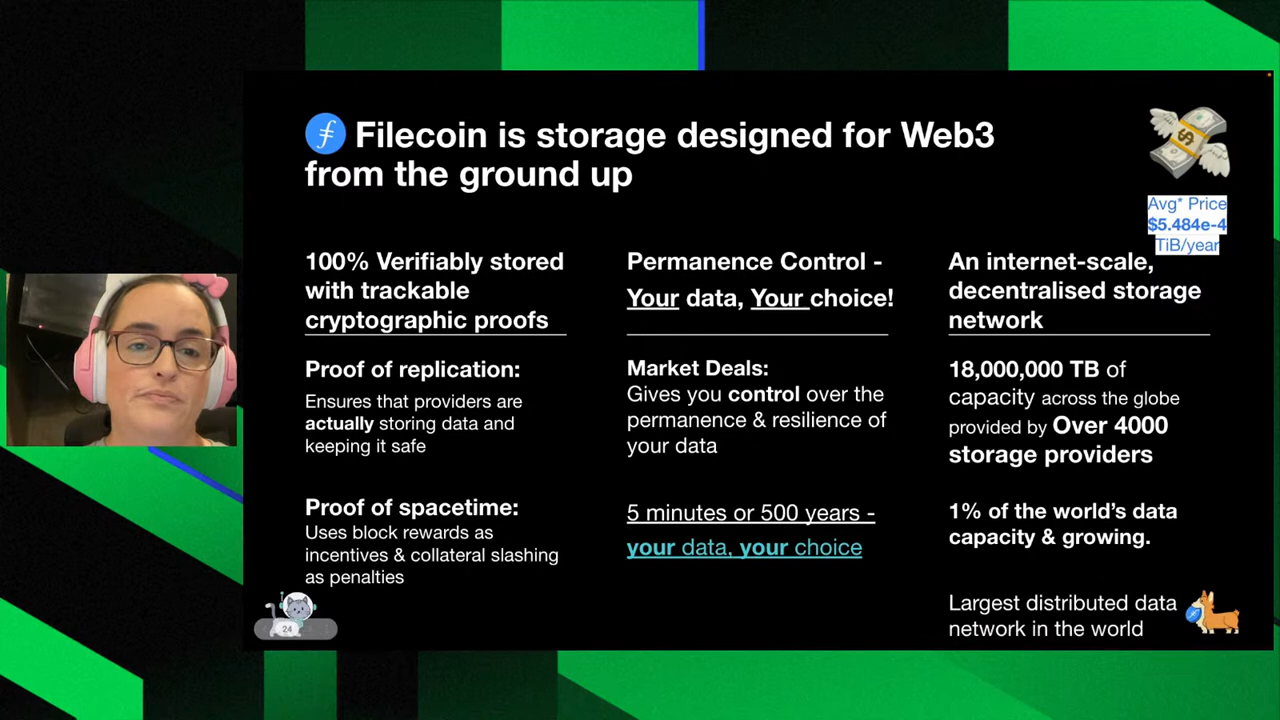 Filecoin is storage designed for Web3
from the ground up
Avg* Price
$5.484e-4
TiB/year
100% Verifiably stored
with trackable
cryptographic proofs
Proof of replication:
Ensures that providers are
actually storing data and
keeping it safe
Proof of spacetime:
Uses block rewards as
incentives & collateral slashing
as penalties
24
Permanence Control -
Your data, Your choice!
Market Deals:
Gives you control over the
permanence & resilience of
your data
5 minutes or 500 years -
your data, your choice
An internet-scale,
decentralised storage
network
18,000,000 TB of
capacity across the globe
provided by Over 4000
storage providers
1% of the world's data
capacity & growing.
Largest distributed data
network in the world